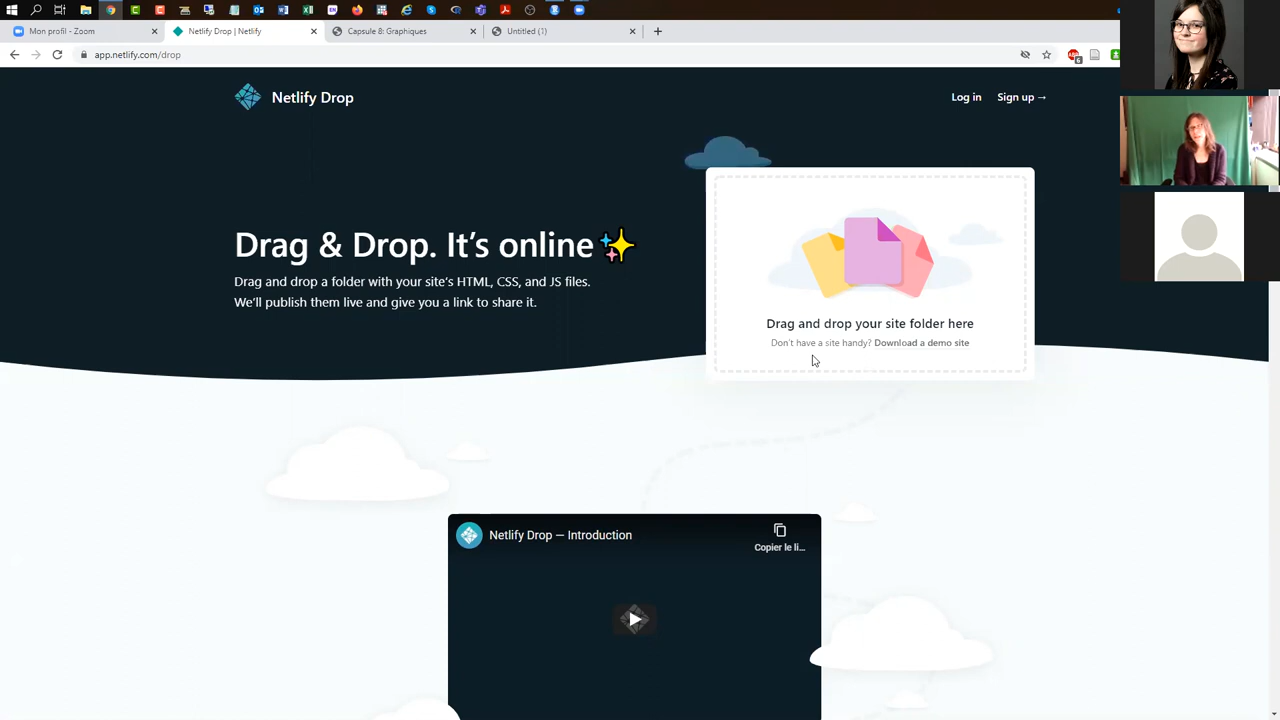 Mon profil - Zoom
Netlify Drop | Netlify
Capsule 8: Graphiques
Untitled (1)
app.netlify.com/drop
Netlify Drop
Log in
Sign up →
Drag & Drop. It’s online ✨
Drag and drop a folder with your site’s HTML, CSS, and JS files.
We’ll publish them live and give you a link to share it.
Drag and drop your site folder here
Don’t have a site handy? Download a demo site
Netlify Drop — Introduction
Copier le li...